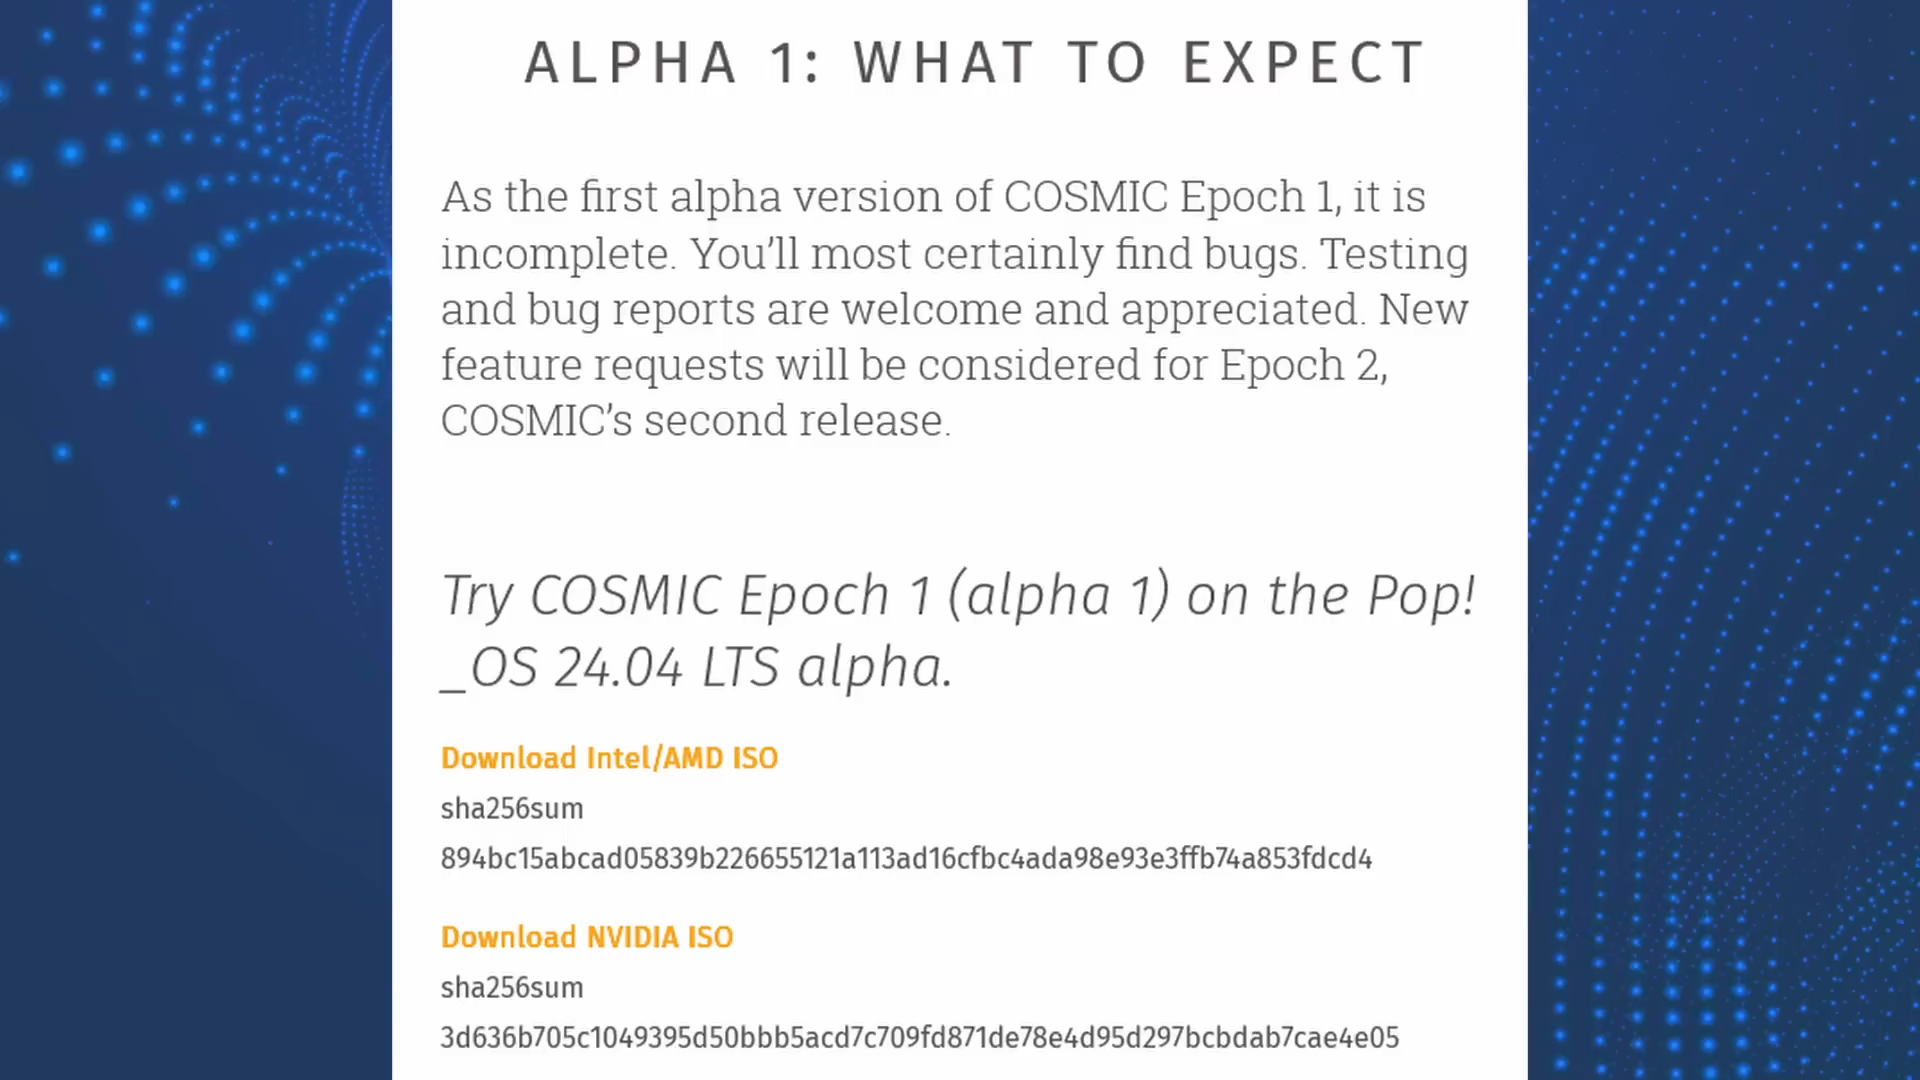 ALPHA 1: WHAT TO EXPECT
As the first alpha version of COSMIC Epoch 1, it is
incomplete. You’ll most certainly find bugs. Testing
and bug reports are welcome and appreciated. New
feature requests will be considered for Epoch 2,
COSMIC’s second release.
Try COSMIC Epoch 1 (alpha 1) on the Pop!
_OS 24.04 LTS alpha.
Download Intel/AMD ISO
sha256sum
894bc15abcad05839b226655121a113ad16cfbc4ada98e93e3ffb74a853fdcd4
Download NVIDIA ISO
sha256sum
3d636b705c1049395d50bbb5acd7c709fd871de78e4d95d297bcbdab7cae4e05